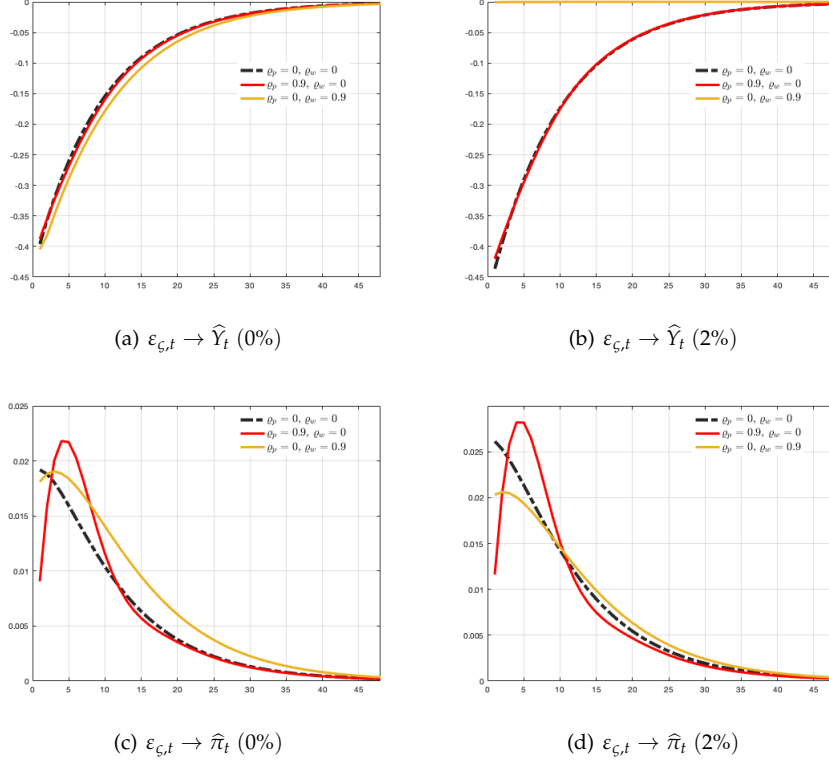 0
-0.05
-0.1
-0.15
-0.2
-0.25
-0.3
-0.35
-0.4
-0.45
0 5 10 15 20 25 30 35 40 45
ϱp = 0, ϱw = 0
ϱp = 0.9, ϱw = 0
ϱp = 0, ϱw = 0.9
(a) ες,t → Ŷt (0%)
0
-0.05
-0.1
-0.15
-0.2
-0.25
-0.3
-0.35
-0.4
-0.45
0 5 10 15 20 25 30 35 40 45
ϱp = 0, ϱw = 0
ϱp = 0.9, ϱw = 0
ϱp = 0, ϱw = 0.9
(b) ες,t → Ŷt (2%)
0.025
0.02
0.015
0.01
0.005
0
0 5 10 15 20 25 30 35 40 45
ϱp = 0, ϱw = 0
ϱp = 0.9, ϱw = 0
ϱp = 0, ϱw = 0.9
(c) ες,t → π̂t (0%)
0.025
0.02
0.015
0.01
0.005
0
0 5 10 15 20 25 30 35 40 45
ϱp = 0, ϱw = 0
ϱp = 0.9, ϱw = 0
ϱp = 0, ϱw = 0.9
(d) ες,t → π̂t (2%)